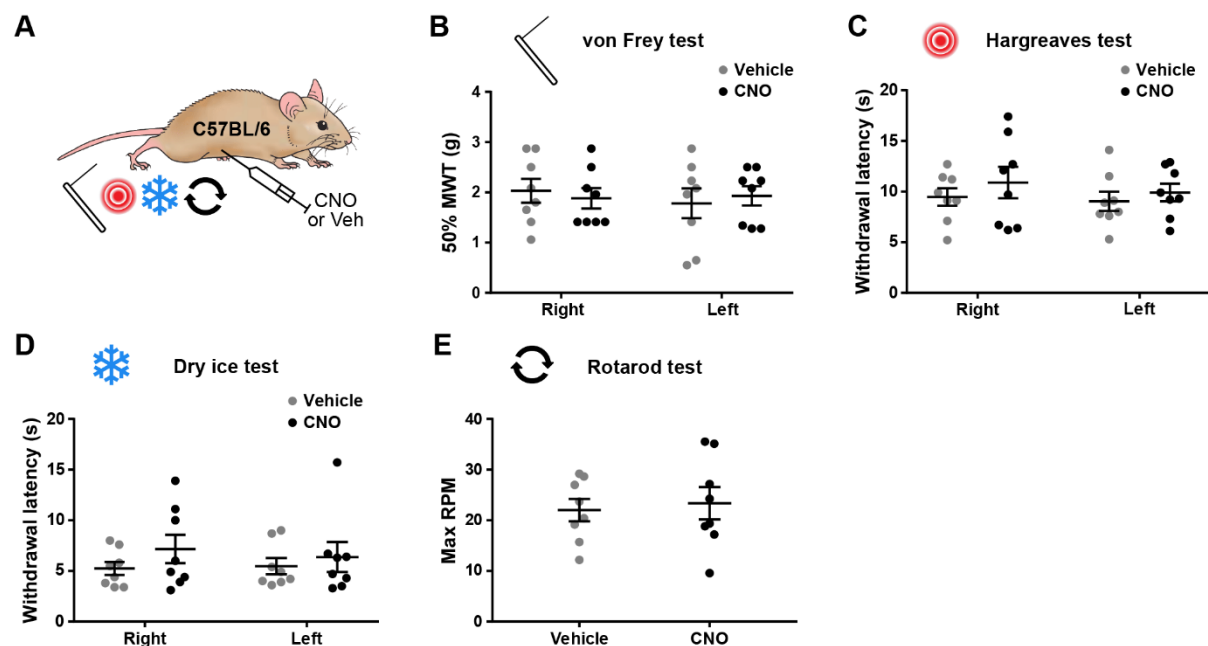 A
C57BL/6
CNO
or Veh
B
von Frey test
Vehicle
CNO
50% MWT (g)
4
3
2
1
0
Right
Left
C
Hargreaves test
Vehicle
CNO
Withdrawal latency (s)
20
15
10
5
0
Right
Left
D
Dry ice test
Vehicle
CNO
Withdrawal latency (s)
20
15
10
5
0
Right
Left
E
Rotarod test
Max RPM
40
30
20
10
0
Vehicle
CNO